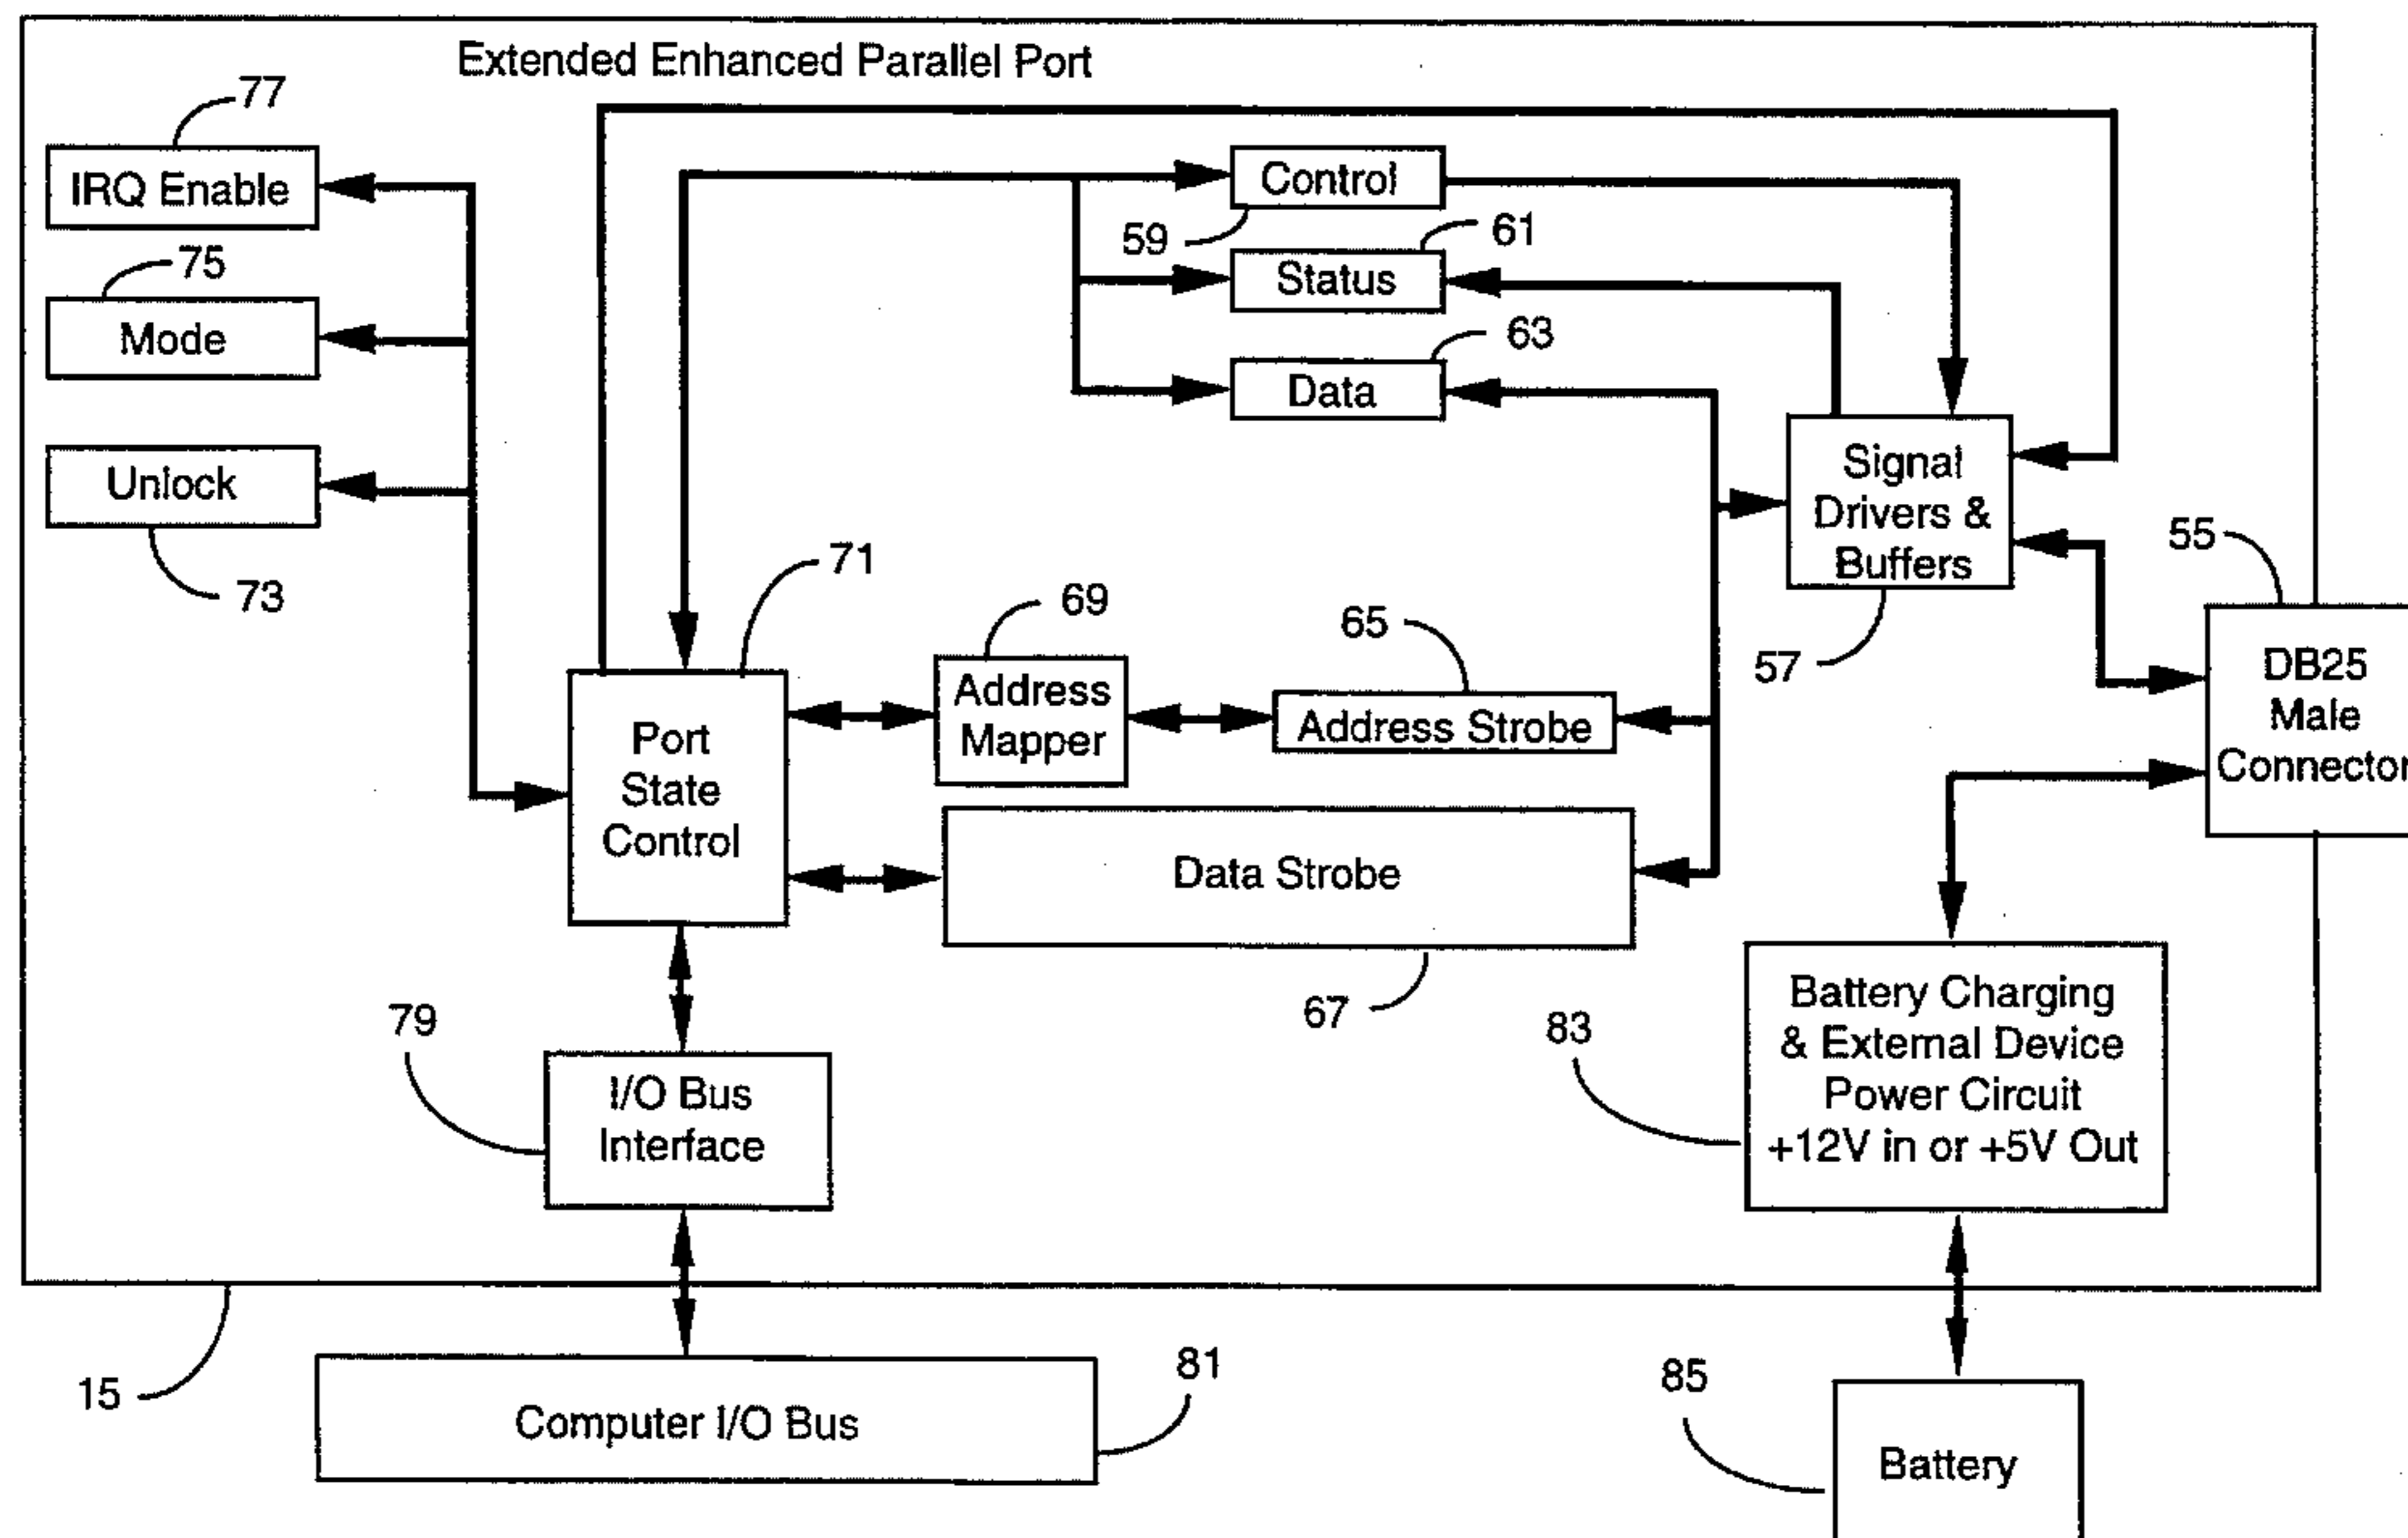 Extended Enhanced Parallel Port
77
IRQ Enable
75
Mode
Unlock
73
Control
59
61
Status
63
Data
Signal
Drivers &
Buffers
57
55
DB25
Male
Connector
71
69
65
Port
State
Control
Address
Mapper
Address Strobe
Data Strobe
67
79
I/O Bus
Interface
83
Battery Charging
& External Device
Power Circuit
+12V in or +5V Out
15
81
Computer I/O Bus
85
Battery